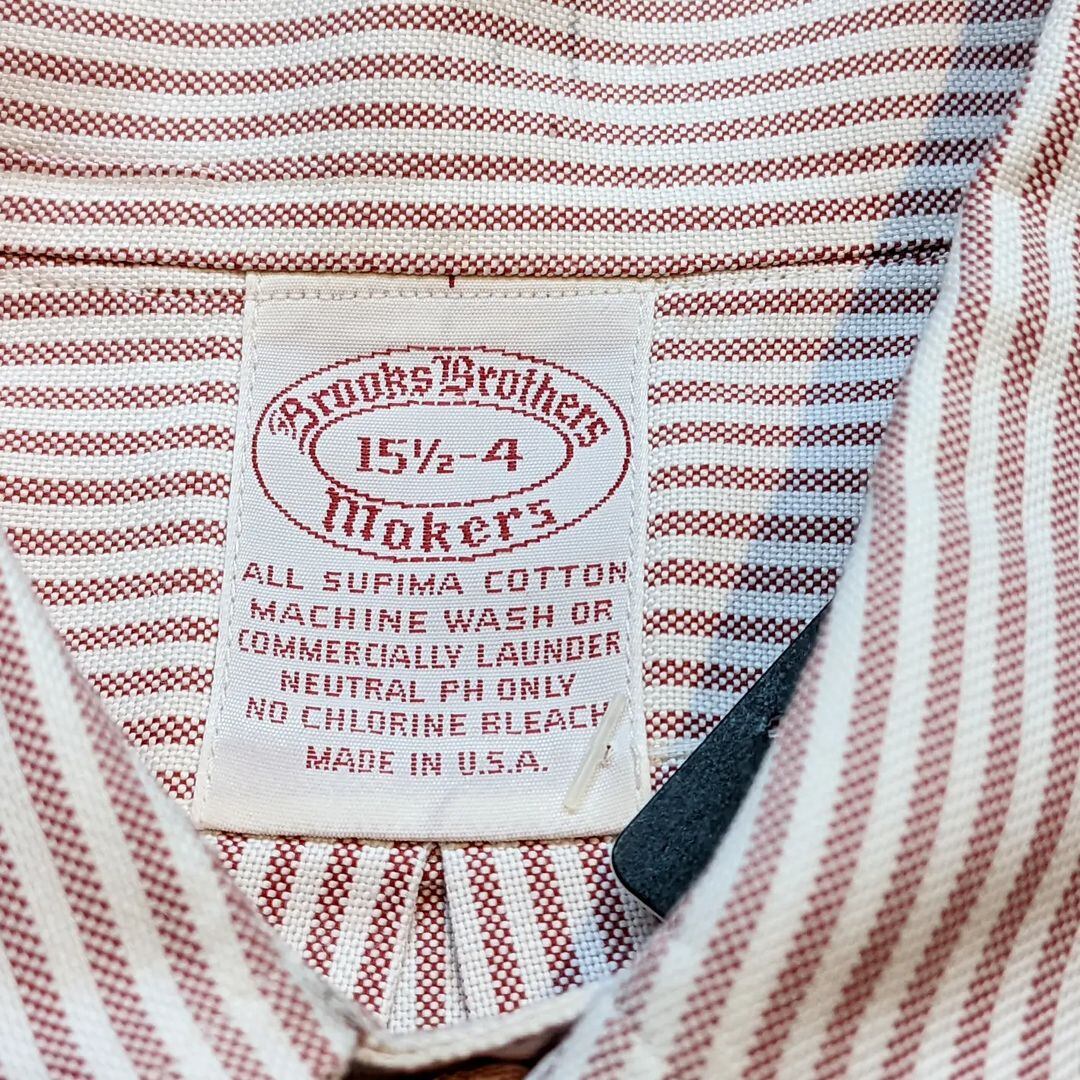 Brooks Brothers
15½-4
Makers
ALL SUPIMA COTTON
MACHINE WASH OR
COMMERCIALLY LAUNDER
NEUTRAL PH ONLY
NO CHLORINE BLEACH
MADE IN U.S.A.